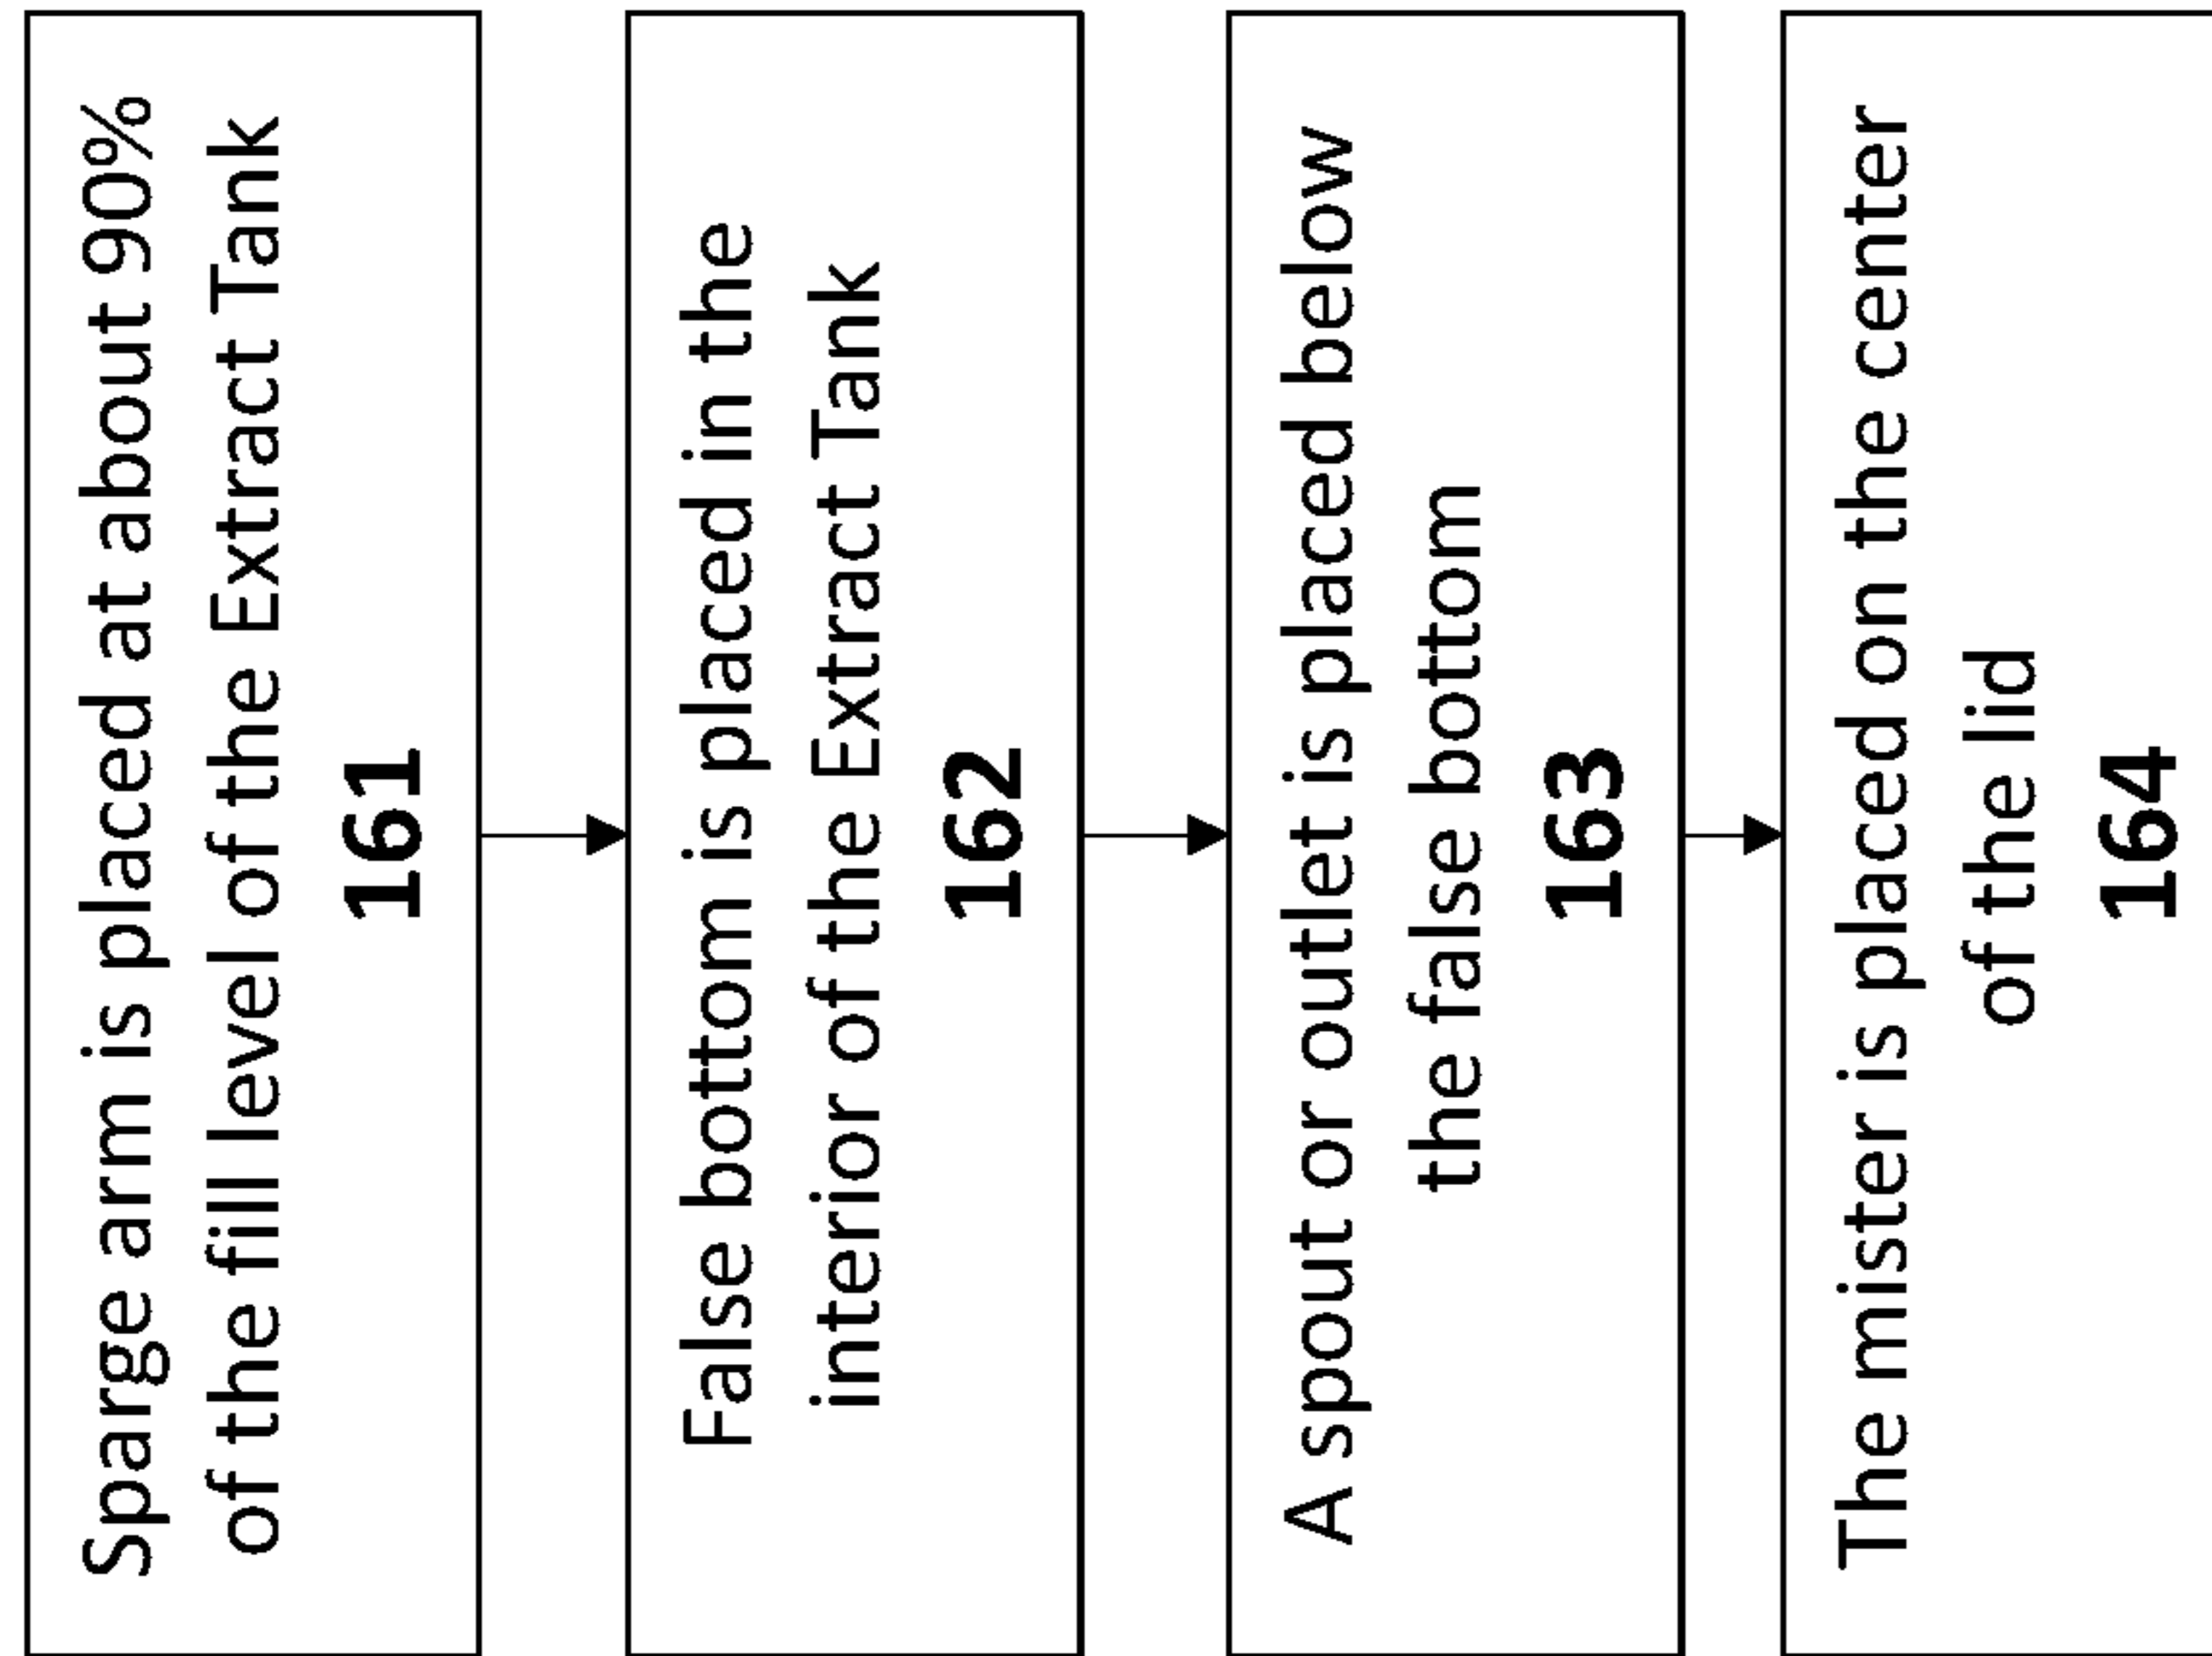 Sparge arm is placed at about 90%
of the fill level of the Extract Tank
161
False bottom is placed in the
interior of the Extract Tank
162
A spout or outlet is placed below
the false bottom
163
The mister is placed on the center
of the lid
164